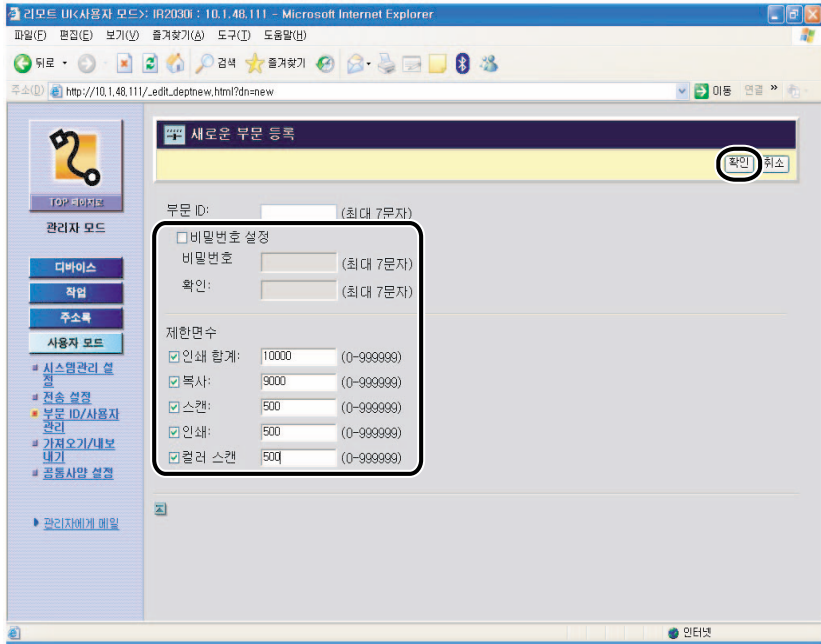 리모트 UI<사용자 모드>: iR2030i : 10.1.48.111 - Microsoft Internet Explorer
파일(F) 편집(E) 보기(V) 즐겨찾기(A) 도구(T) 도움말(H)
뒤로 검색 즐겨찾기
주소(D) http://10.1.48.111/_edit_deptnew.html?dn=new 이동 연결 »
새로운 부문 등록
확인 취소
TOP 페이지로
관리자 모드
디바이스
작업
주소록
사용자 모드
시스템관리 설
정
전송 설정
부문 ID/사용자
관리
가져오기/내보
내기
공통사양 설정
관리자에게 메일
부문 ID: (최대 7문자)
비밀번호 설정
비밀번호 (최대 7문자)
확인: (최대 7문자)
제한면수
인쇄 합계: 10000 (0-999999)
복사: 9000 (0-999999)
스캔: 500 (0-999999)
인쇄: 500 (0-999999)
컬러 스캔 500 (0-999999)
인터넷